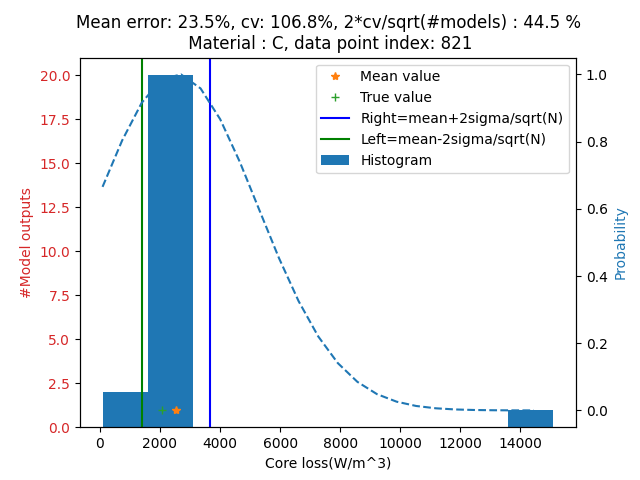 Mean error: 23.5%, cv: 106.8%, 2*cv/sqrt(#models) : 44.5 %
Material : C, data point index: 821
Mean value
True value
Right=mean+2sigma/sqrt(N)
Left=mean-2sigma/sqrt(N)
Histogram
#Model outputs
20.0
17.5
15.0
12.5
10.0
7.5
5.0
2.5
0.0
1.0
0.8
0.6
0.4
0.2
0.0
Probability
0 2000 4000 6000 8000 10000 12000 14000
Core loss(W/m^3)